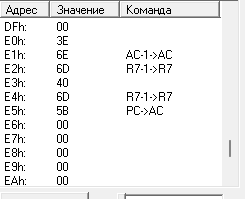 Адрес Значение Команда
DFh: 00
E0h: 3E
E1h: 6E AC-1->AC
E2h: 6D R7-1->R7
E3h: 40
E4h: 6D R7-1->R7
E5h: 5B PC->AC
E6h: 00
E7h: 00
E8h: 00
E9h: 00
EAh: 00